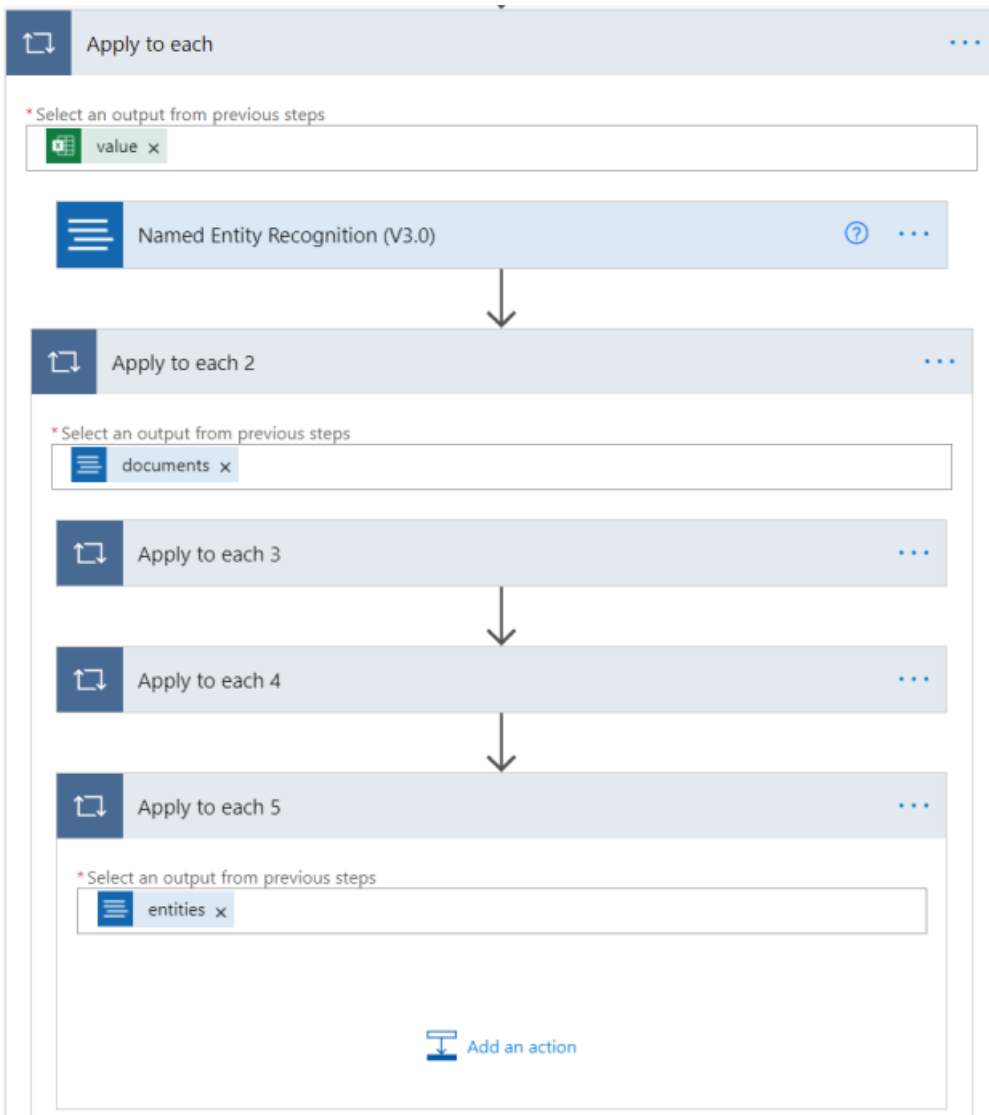 Apply to each
* Select an output from previous steps
value ×
Named Entity Recognition (V3.0)
Apply to each 2
* Select an output from previous steps
documents ×
Apply to each 3
Apply to each 4
Apply to each 5
* Select an output from previous steps
entities ×
Add an action